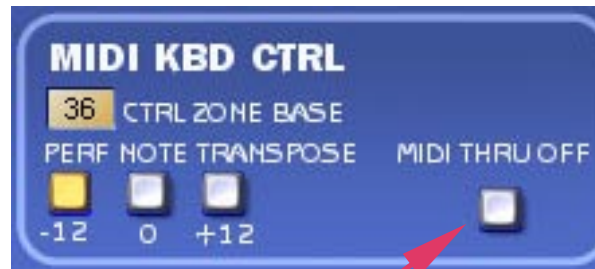 MIDI KBD CTRL
36 CTRL ZONE BASE
PERF NOTE TRANSPOSE MIDI THRU OFF
-12 0 +12